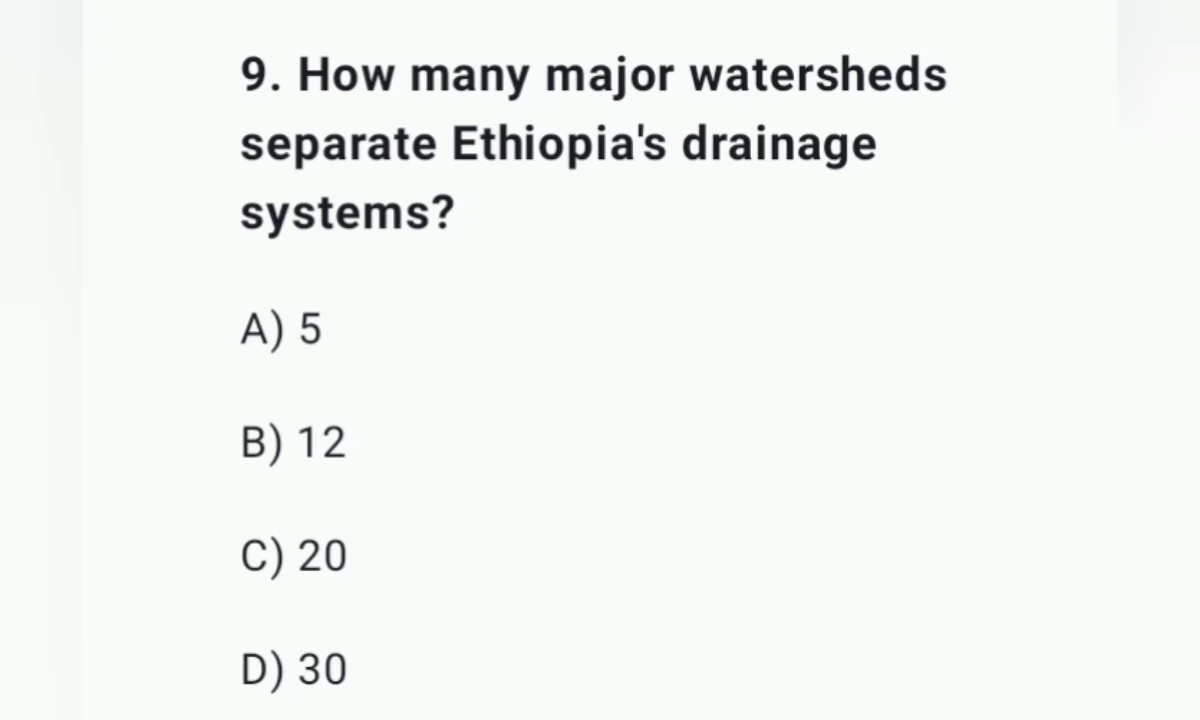 9. How many major watersheds
separate Ethiopia's drainage
systems?
A) 5
B) 12
C) 20
D) 30